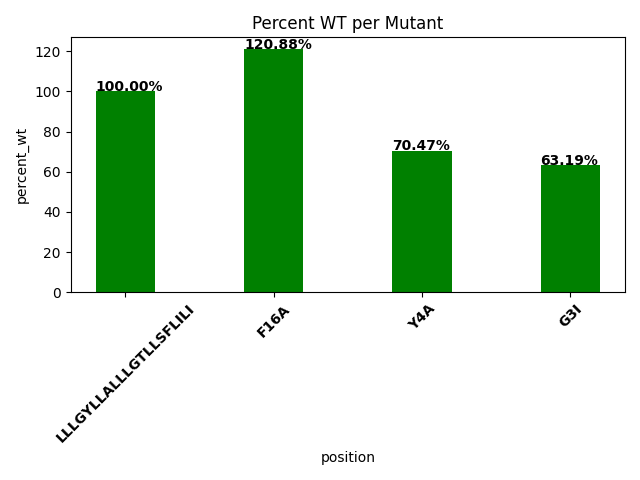 Percent WT per Mutant
percent_wt
120
100
80
60
40
20
0
100.00%
120.88%
70.47%
63.19%
LLLGYLLALLLGTLLSFLILI
F16A
Y4A
G3I
position